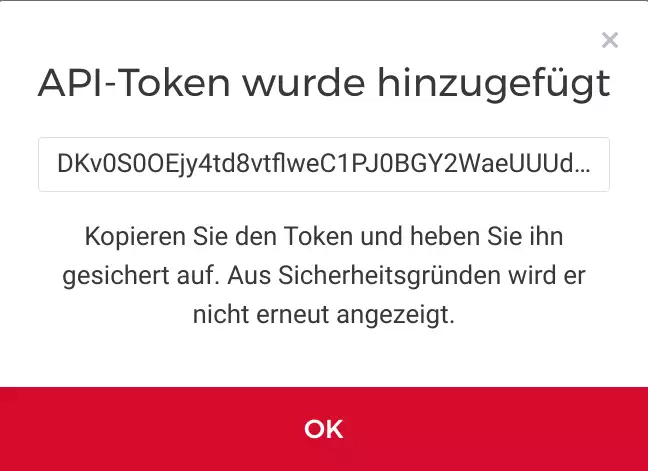 API-Token wurde hinzugefügt
DKv0S0OEjy4td8vtflweC1PJ0BGY2WaeUUUd...
Kopieren Sie den Token und heben Sie ihn
gesichert auf. Aus Sicherheitsgründen wird er
nicht erneut angezeigt.
OK